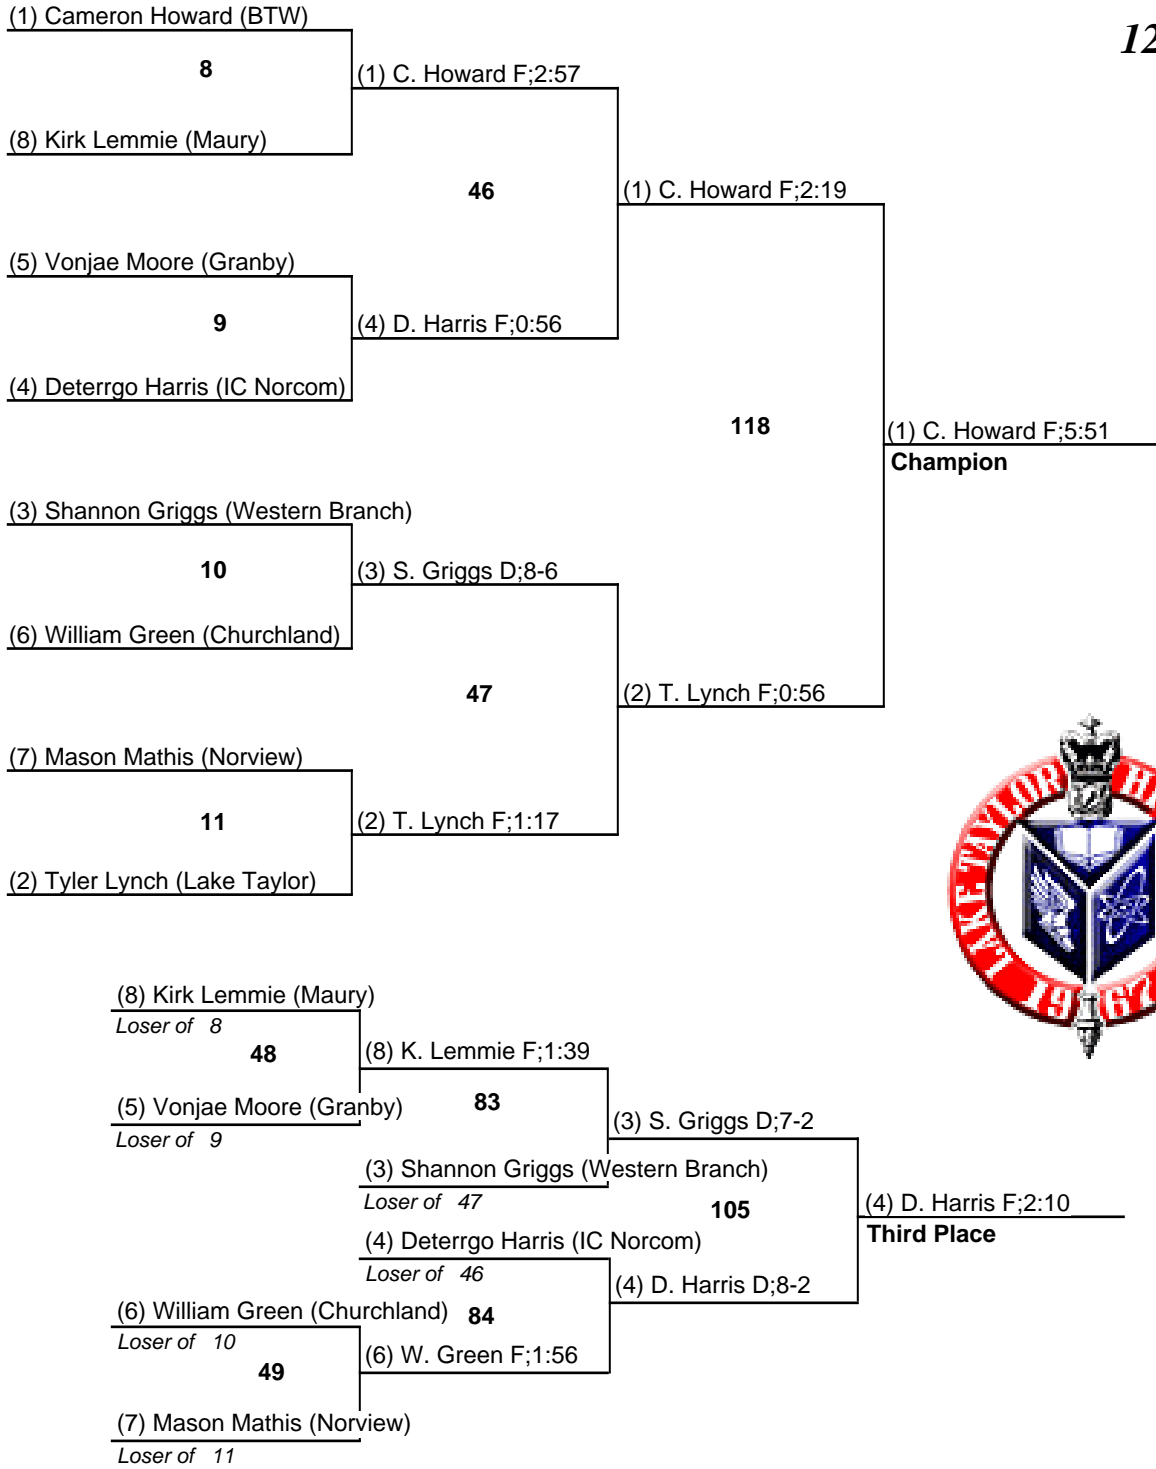 (1) Cameron Howard (BTW)
12
8
(1) C. Howard F;2:57
(8) Kirk Lemmie (Maury)
46
(1) C. Howard F;2:19
(5) Vonjae Moore (Granby)
9
(4) D. Harris F;0:56
(4) Deterrgo Harris (IC Norcom)
118
(1) C. Howard F;5:51
Champion
(3) Shannon Griggs (Western Branch)
10
(3) S. Griggs D;8-6
(6) William Green (Churchland)
47
(2) T. Lynch F;0:56
(7) Mason Mathis (Norview)
11
(2) T. Lynch F;1:17
(2) Tyler Lynch (Lake Taylor)
LAKE TAYLOR HI
1967
(8) Kirk Lemmie (Maury)
Loser of 8
48
(8) K. Lemmie F;1:39
(5) Vonjae Moore (Granby)
Loser of 9
83
(3) S. Griggs D;7-2
(3) Shannon Griggs (Western Branch)
Loser of 47
105
(4) D. Harris F;2:10
Third Place
(4) Deterrgo Harris (IC Norcom)
Loser of 46
(4) D. Harris D;8-2
(6) William Green (Churchland)
84
Loser of 10
49
(6) W. Green F;1:56
(7) Mason Mathis (Norview)
Loser of 11